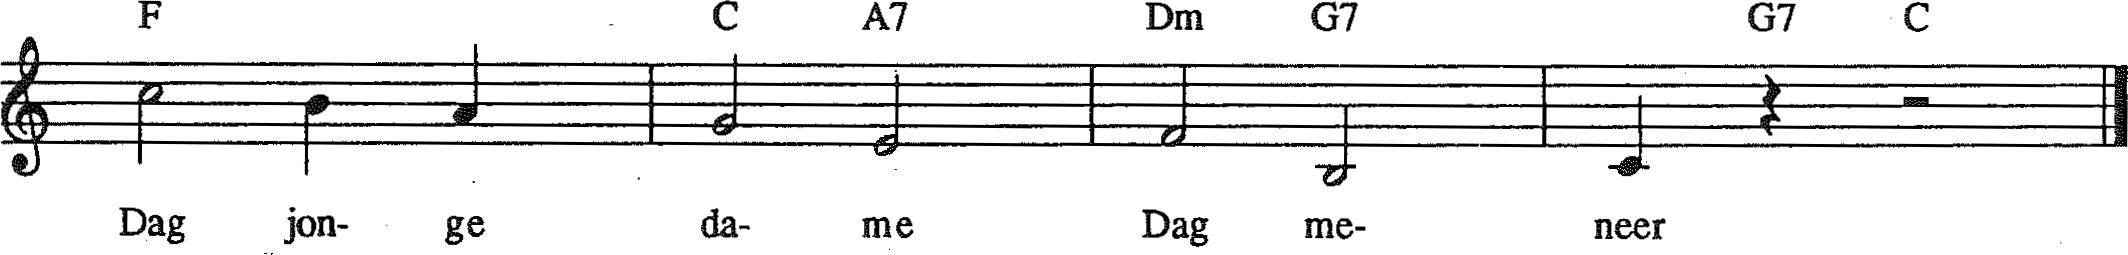 F C A7 Dm G7 G7 C
Dag jon- ge da- me Dag me- neer